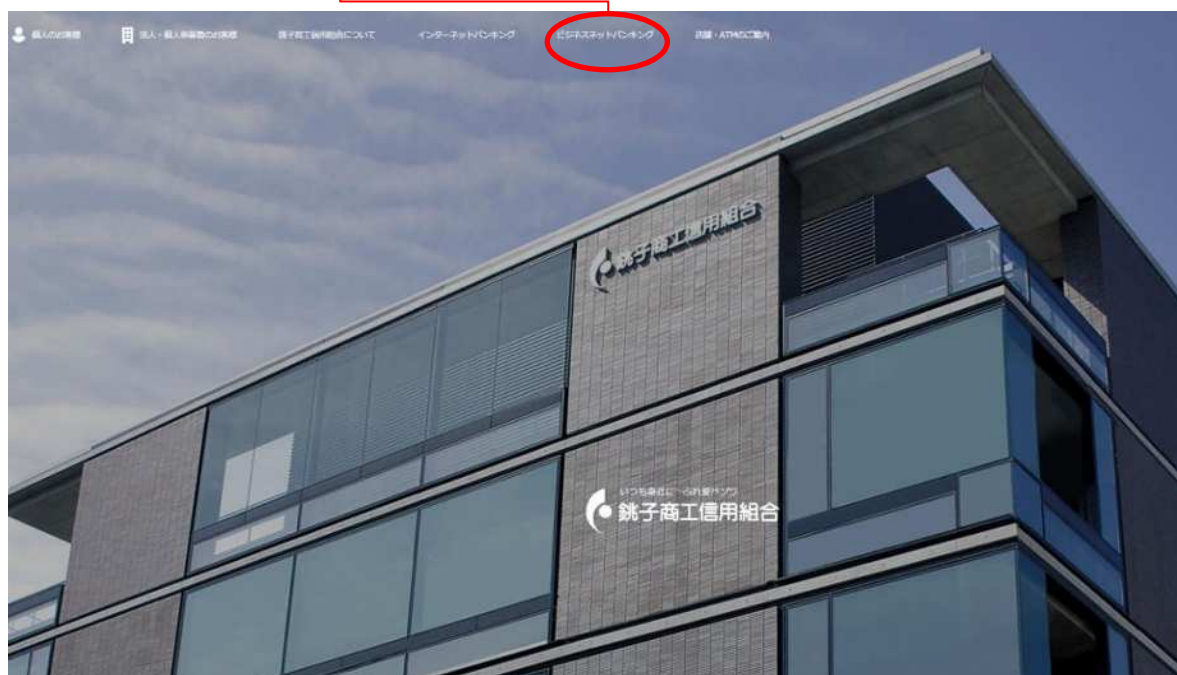 個人のお客様
法人・個人事業主のお客様
銚子商工信用組合について
インターネットバンキング
ビジネスネットバンキング
店舗・ATMのご案内
銚子商工信用組合
いつも身近に ふれ愛バンク
銚子商工信用組合